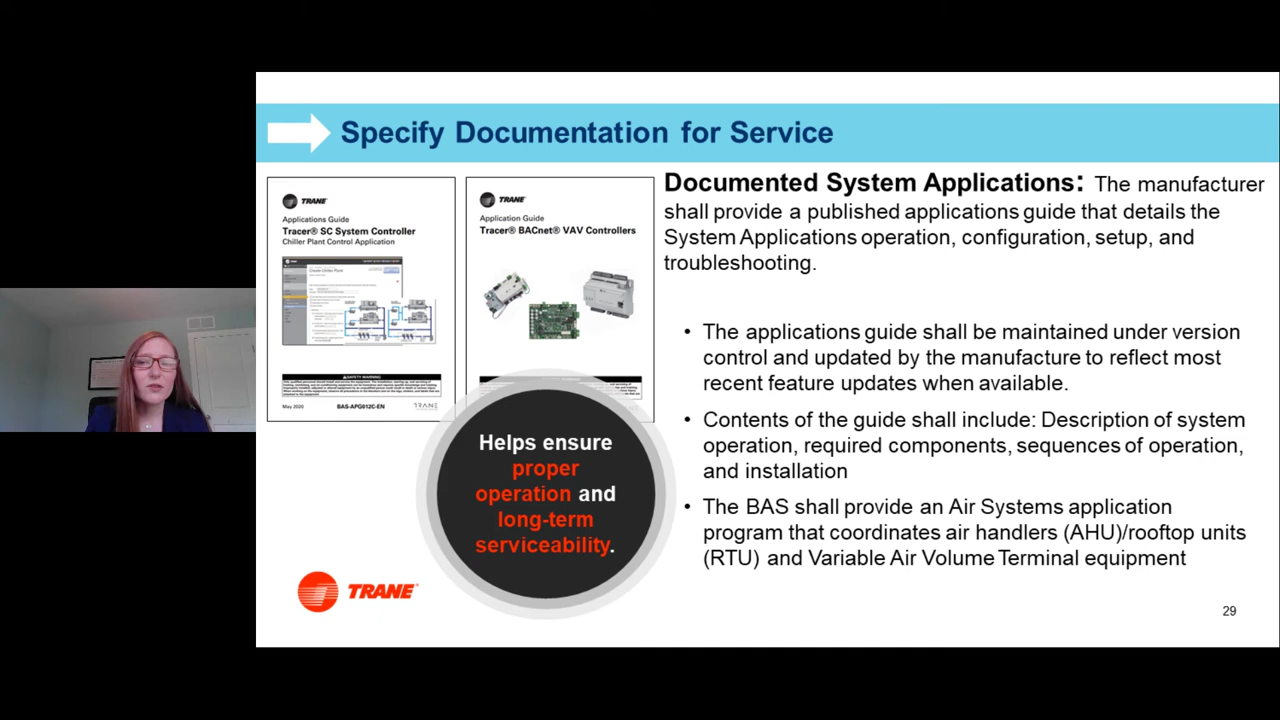 Specify Documentation for Service
TRANE
Applications Guide
Tracer® SC System Controller
Chiller Plant Control Application
SAFETY WARNING
May 2020
BAS-APG012C-EN
TRANE
TRANE
Application Guide
Tracer® BACnet® VAV Controllers
Helps ensure
proper
operation and
long-term
serviceability.
TRANE
Documented System Applications: The manufacturer
shall provide a published applications guide that details the
System Applications operation, configuration, setup, and
troubleshooting.
• The applications guide shall be maintained under version
control and updated by the manufacture to reflect most
recent feature updates when available.
• Contents of the guide shall include: Description of system
operation, required components, sequences of operation,
and installation
• The BAS shall provide an Air Systems application
program that coordinates air handlers (AHU)/rooftop units
(RTU) and Variable Air Volume Terminal equipment
29